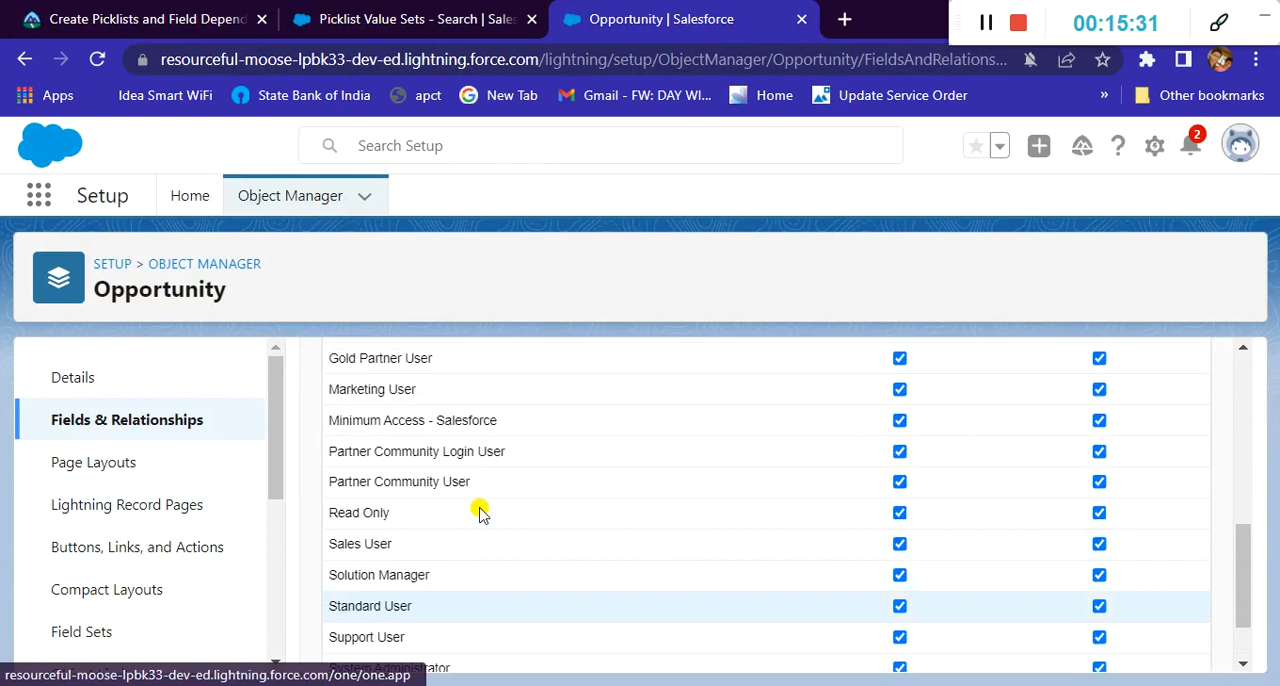 Create Picklists and Field Depend
Picklist Value Sets - Search | Sales
Opportunity | Salesforce
00:15:31
resourceful-moose-lpbk33-dev-ed.lightning.force.com/lightning/setup/ObjectManager/Opportunity/FieldsAndRelations...
Apps
Idea Smart WiFi
State Bank of India
apct
New Tab
Gmail - FW: DAY WI...
Home
Update Service Order
»
Other bookmarks
Search Setup
2
Setup
Home
Object Manager
SETUP > OBJECT MANAGER
Opportunity
Details
Fields & Relationships
Page Layouts
Lightning Record Pages
Buttons, Links, and Actions
Compact Layouts
Field Sets
Gold Partner User
Marketing User
Minimum Access - Salesforce
Partner Community Login User
Partner Community User
Read Only
Sales User
Solution Manager
Standard User
Support User
System Administrator
resourceful-moose-lpbk33-dev-ed.lightning.force.com/one/one.app